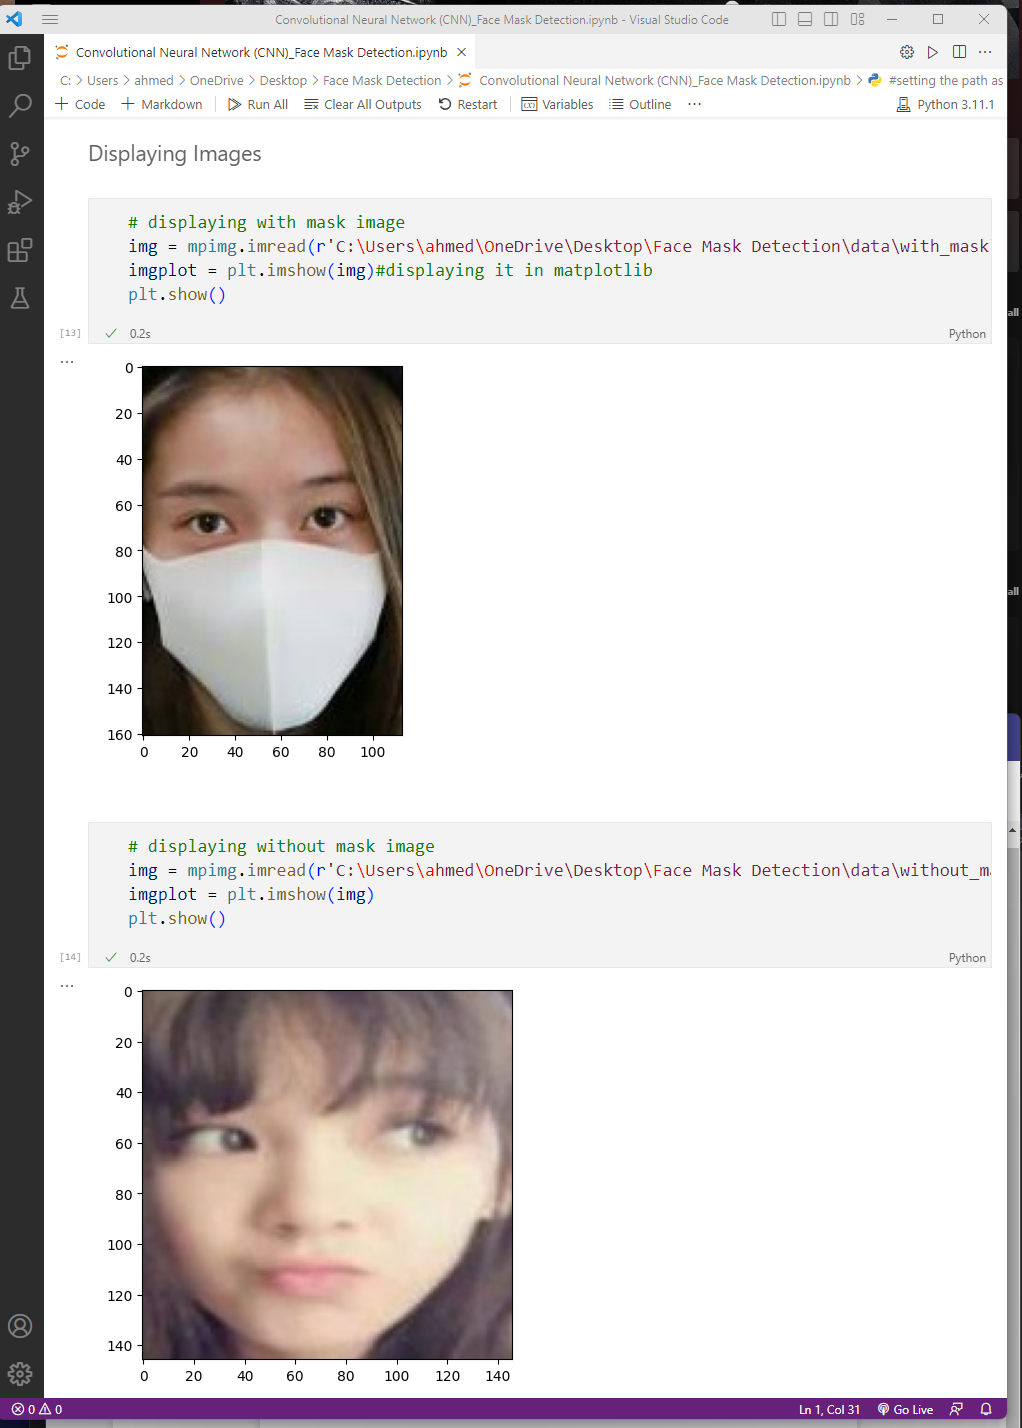 Convolutional Neural Network (CNN)_Face Mask Detection.ipynb - Visual Studio Code
Convolutional Neural Network (CNN)_Face Mask Detection.ipynb
C: > Users > ahmed > OneDrive > Desktop > Face Mask Detection > Convolutional Neural Network (CNN)_Face Mask Detection.ipynb > #setting the path as
+ Code + Markdown Run All Clear All Outputs Restart Variables Outline ... Python 3.11.1
Displaying Images
# displaying with mask image
img = mpimg.imread(r'C:\Users\ahmed\OneDrive\Desktop\Face Mask Detection\data\with_mask
imgplot = plt.imshow(img)#displaying it in matplotlib
plt.show()
[13] ✓ 0.2s Python
...
0
20
40
60
80
100
120
140
160
0 20 40 60 80 100
# displaying without mask image
img = mpimg.imread(r'C:\Users\ahmed\OneDrive\Desktop\Face Mask Detection\data\without_ma
imgplot = plt.imshow(img)
plt.show()
[14] ✓ 0.2s Python
...
0
20
40
60
80
100
120
140
0 20 40 60 80 100 120 140
0 0 Ln 1, Col 31 Go Live
all
all